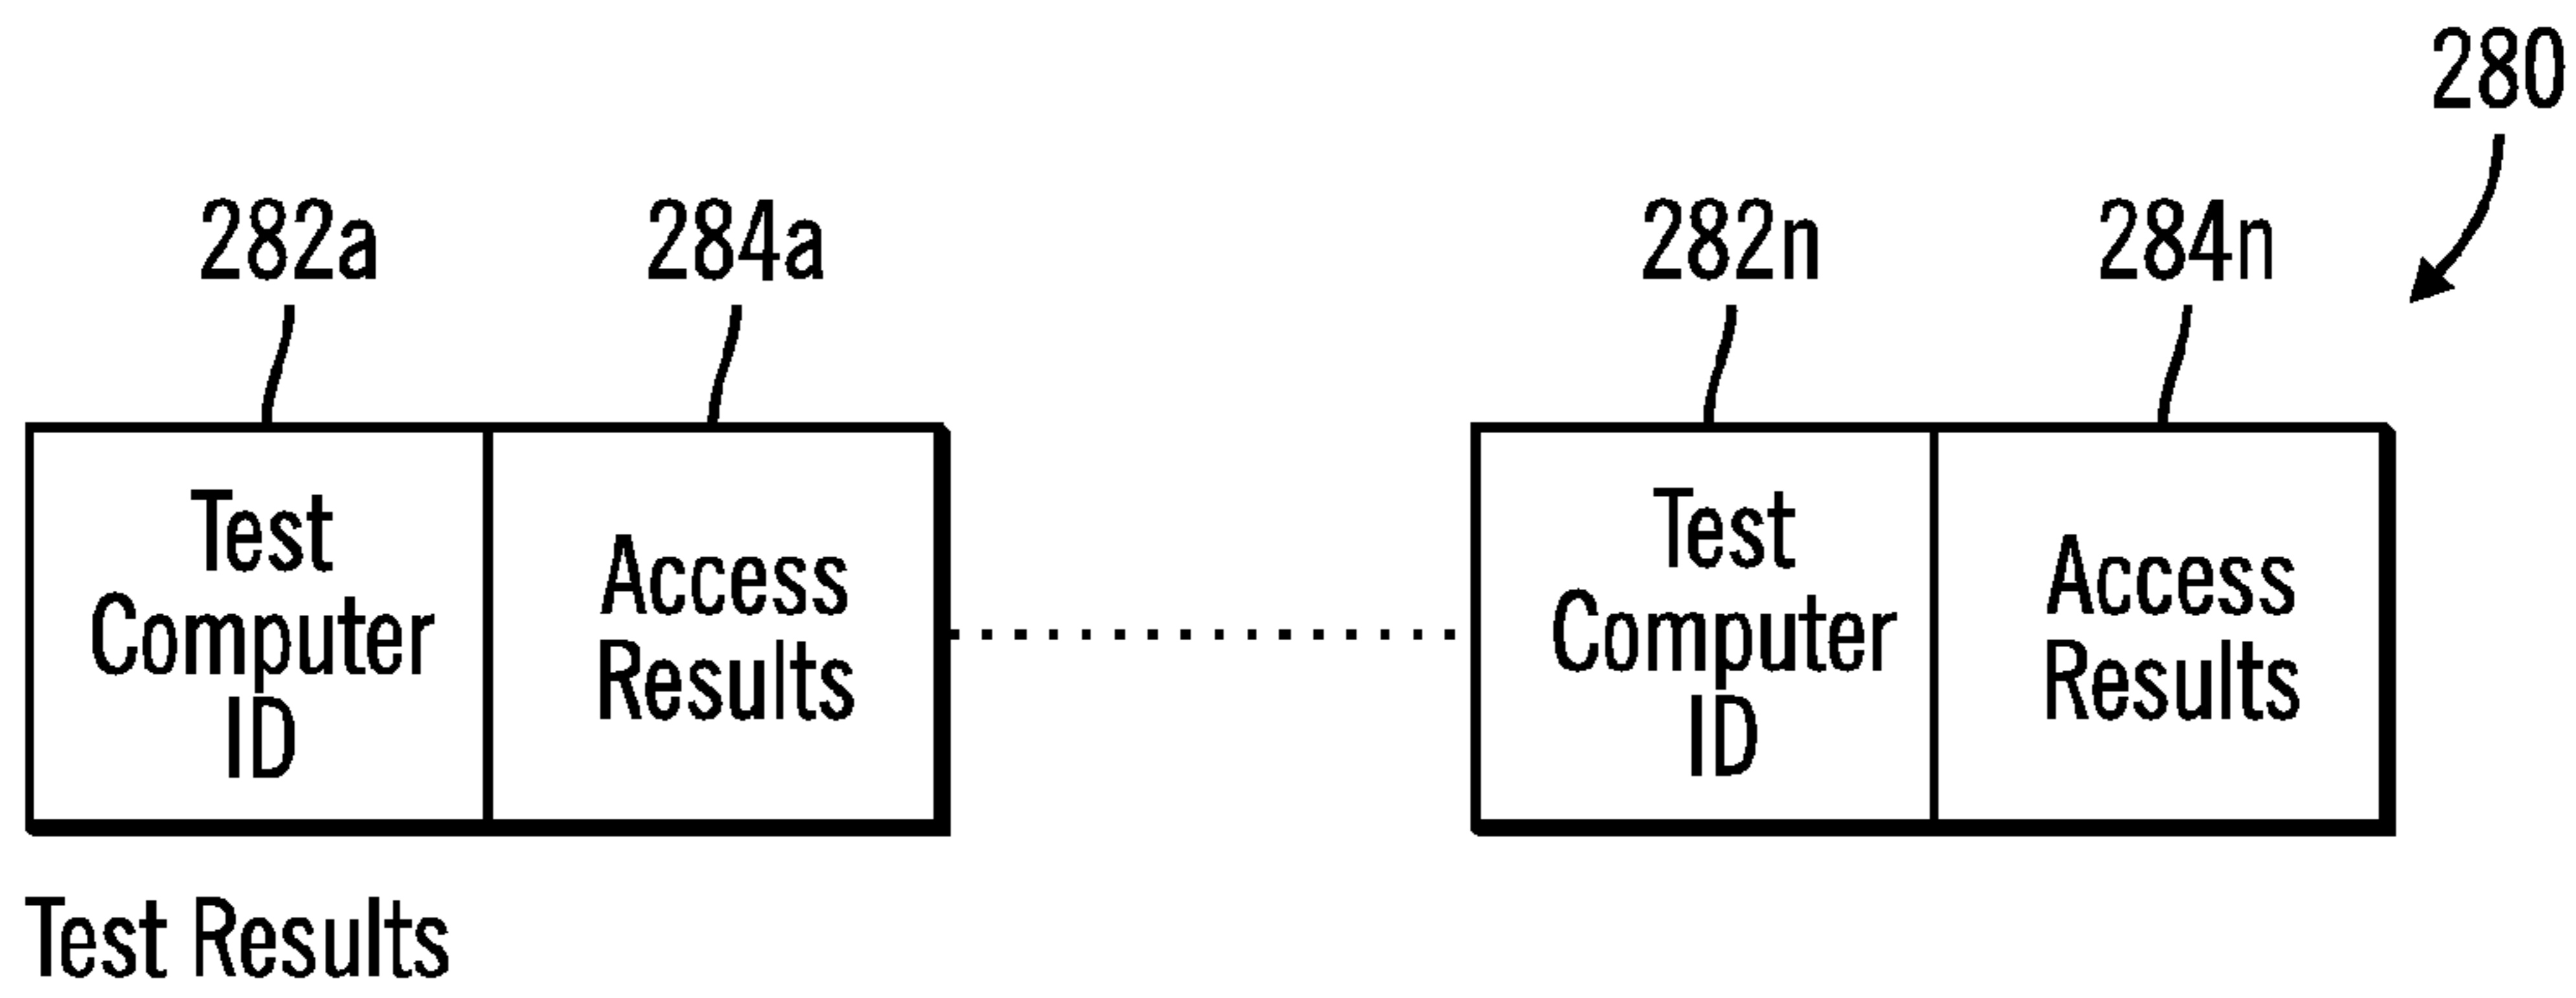 280
282a
284a
282n
284n
Test
Computer
ID
Access
Results
Test
Computer
ID
Access
Results
Test Results